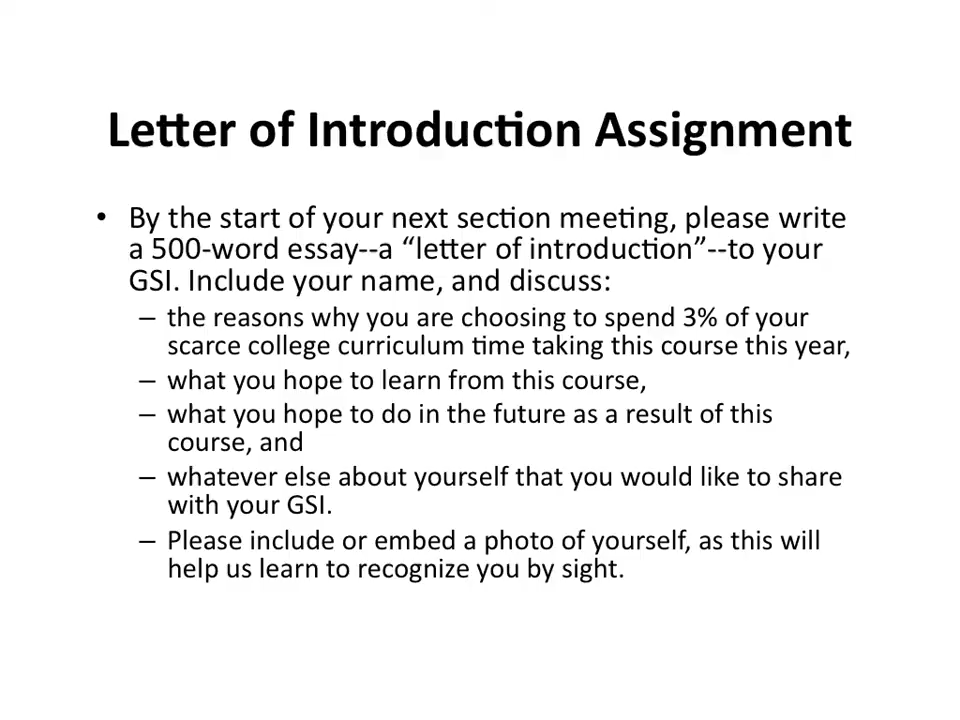 Letter of Introduction Assignment
• By the start of your next section meeting, please write
a 500-word essay--a “letter of introduction”--to your
GSI. Include your name, and discuss:
– the reasons why you are choosing to spend 3% of your
scarce college curriculum time taking this course this year,
– what you hope to learn from this course,
– what you hope to do in the future as a result of this
course, and
– whatever else about yourself that you would like to share
with your GSI.
– Please include or embed a photo of yourself, as this will
help us learn to recognize you by sight.